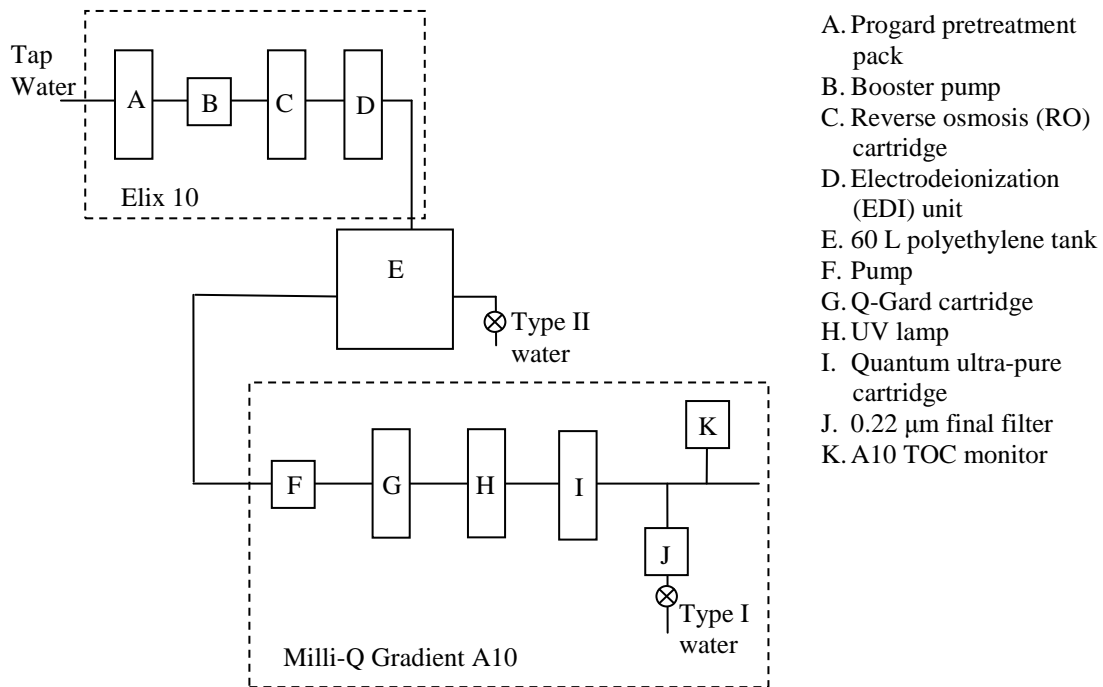 Tap
Water
A
B
C
D
Elix 10
E
Type II
water
F
G
H
I
K
J
Type I
water
Milli-Q Gradient A10
A. Progard pretreatment
pack
B. Booster pump
C. Reverse osmosis (RO)
cartridge
D. Electrodeionization
(EDI) unit
E. 60 L polyethylene tank
F. Pump
G. Q-Gard cartridge
H. UV lamp
I. Quantum ultra-pure
cartridge
J. 0.22 μm final filter
K. A10 TOC monitor